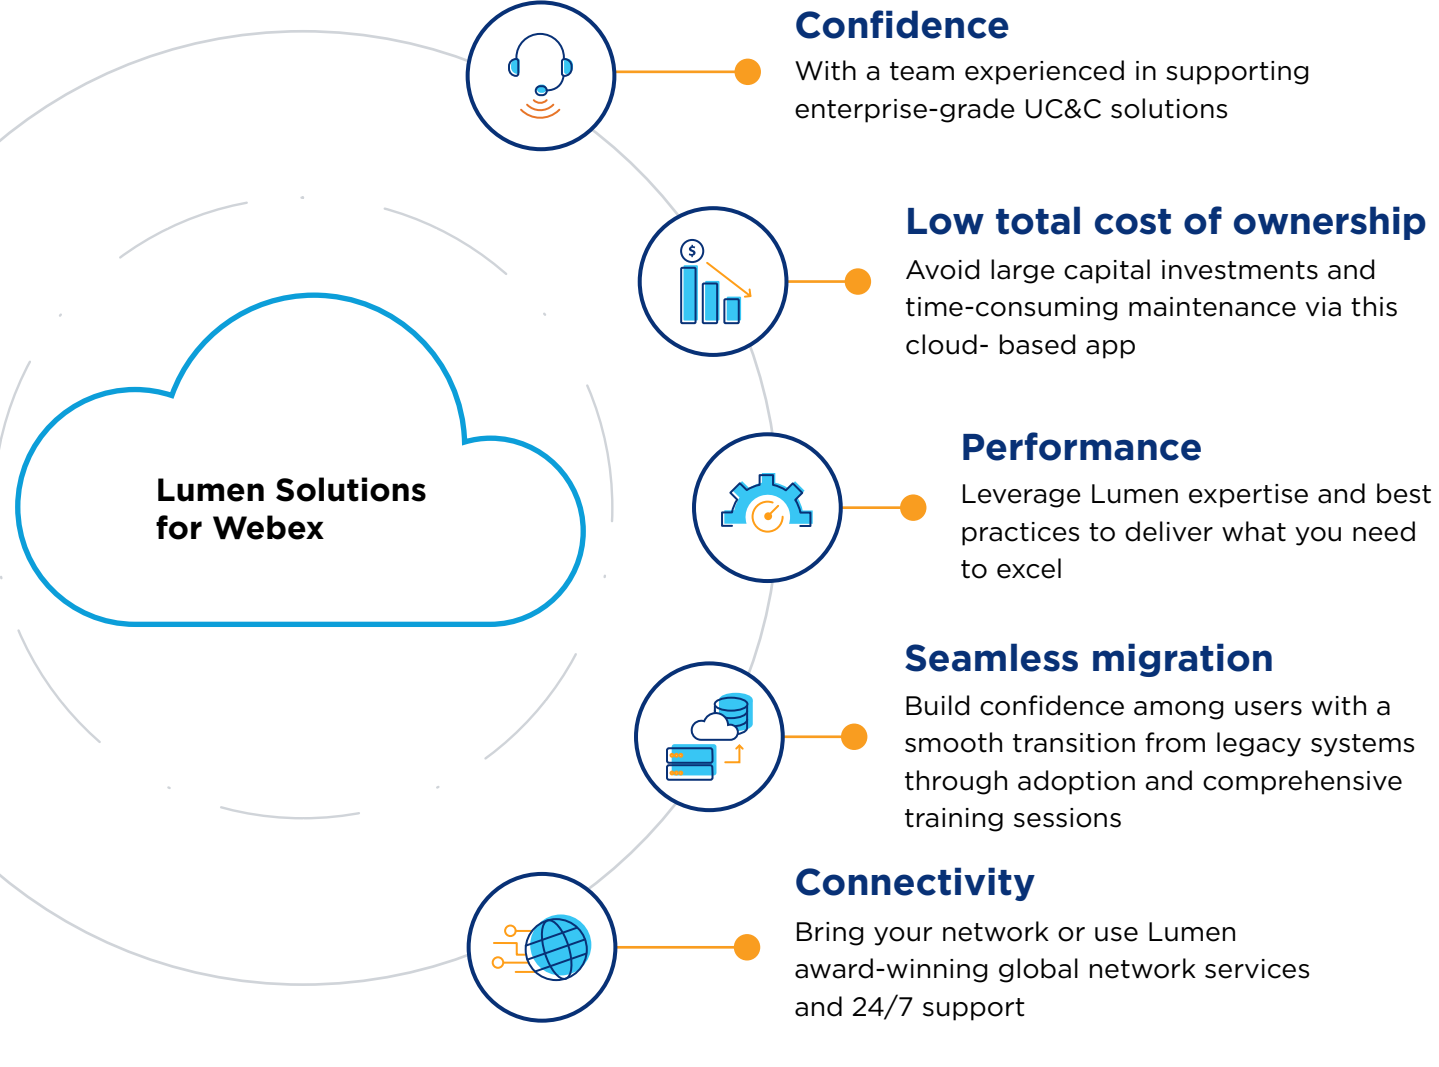 Confidence
With a team experienced in supporting
enterprise-grade UC&C solutions
$
Low total cost of ownership
Avoid large capital investments and
time-consuming maintenance via this
cloud- based app
Lumen Solutions
for Webex
Performance
Leverage Lumen expertise and best
practices to deliver what you need
to excel
Seamless migration
Build confidence among users with a
smooth transition from legacy systems
through adoption and comprehensive
training sessions
Connectivity
Bring your network or use Lumen
award-winning global network services
and 24/7 support